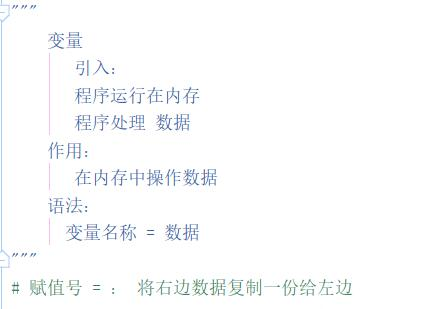 """
变量
引入：
程序运行在内存
程序处理 数据
作用：
在内存中操作数据
语法：
变量名称 = 数据
"""
# 赋值号 = ： 将右边数据复制一份给左边